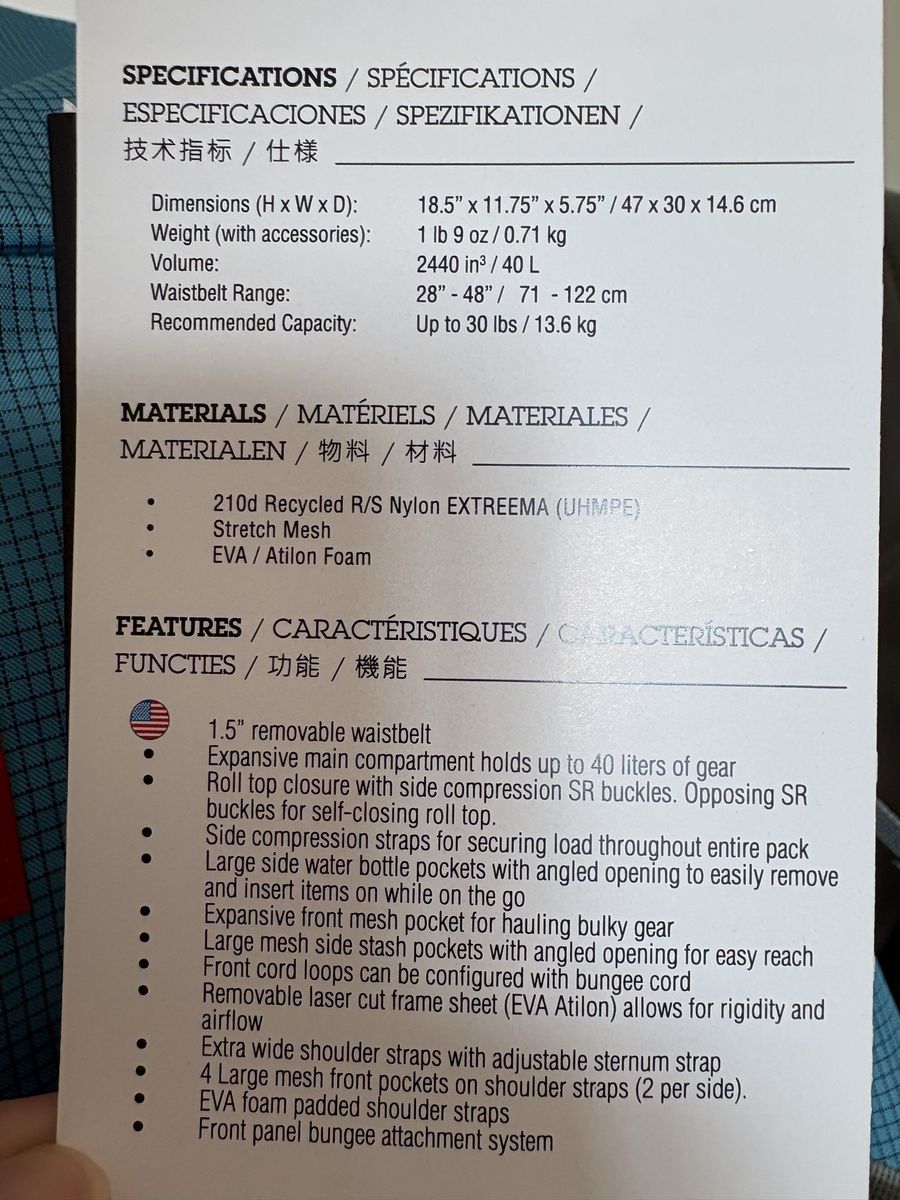 SPECIFICATIONS / SPÉCIFICATIONS /
ESPECIFICACIONES / SPEZIFIKATIONEN /
技术指标 / 仕様
Dimensions (H x W x D): 18.5” x 11.75” x 5.75” / 47 x 30 x 14.6 cm
Weight (with accessories): 1 lb 9 oz / 0.71 kg
Volume: 2440 in³ / 40 L
Waistbelt Range: 28” - 48” / 71 - 122 cm
Recommended Capacity: Up to 30 lbs / 13.6 kg
MATERIALS / MATÉRIELS / MATERIALES /
MATERIALEN / 物料 / 材料
• 210d Recycled R/S Nylon EXTREEMA (UHMPE)
• Stretch Mesh
• EVA / Atilon Foam
FEATURES / CARACTÉRISTIQUES / CARACTERÍSTICAS /
FUNCTIES / 功能 / 機能
1.5” removable waistbelt
• Expansive main compartment holds up to 40 liters of gear
• Roll top closure with side compression SR buckles. Opposing SR
buckles for self-closing roll top.
• Side compression straps for securing load throughout entire pack
• Large side water bottle pockets with angled opening to easily remove
and insert items on while on the go
• Expansive front mesh pocket for hauling bulky gear
• Large mesh side stash pockets with angled opening for easy reach
• Front cord loops can be configured with bungee cord
• Removable laser cut frame sheet (EVA Atilon) allows for rigidity and
airflow
• Extra wide shoulder straps with adjustable sternum strap
• 4 Large mesh front pockets on shoulder straps (2 per side).
• EVA foam padded shoulder straps
• Front panel bungee attachment system